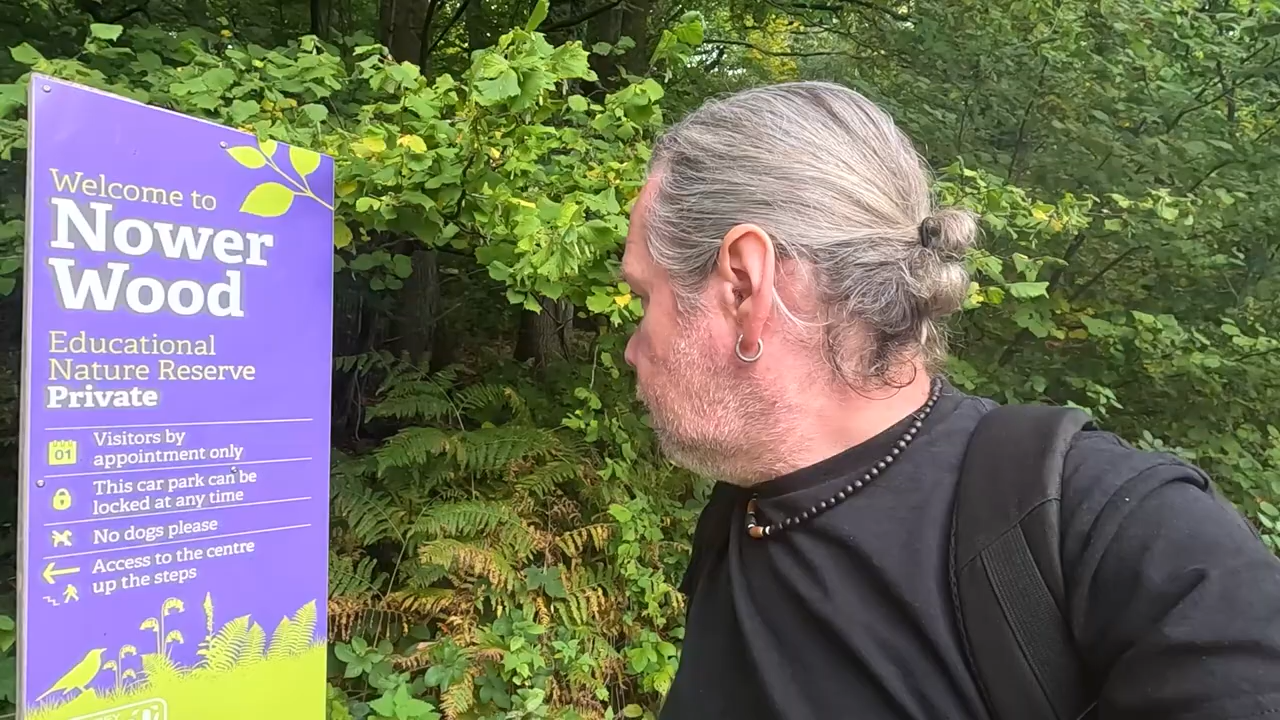 Welcome to
Nower
Wood
Educational
Nature Reserve
Private
01
Visitors by
appointment only
This car park can be
locked at any time
No dogs please
Access to the centre
up the steps